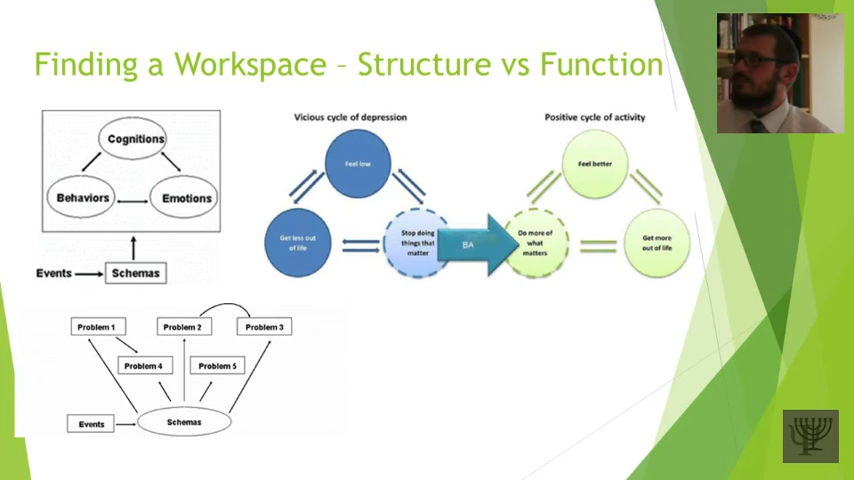 Finding a Workspace – Structure vs Function
Cognitions
Behaviors
Emotions
Events
Schemas
Vicious cycle of depression
Feel low
Get less out
of life
Stop doing
things that
matter
BA
Positive cycle of activity
Feel better
Do more of
what
matters
Get more
out of life
Problem 1
Problem 2
Problem 3
Problem 4
Problem 5
Events
Schemas